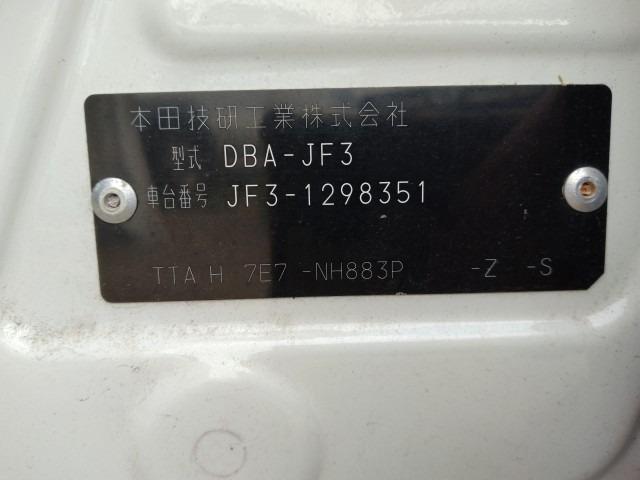 本田技研工業株式会社
型式 DBA-JF3
車台番号 JF3-1298351
TTA H 7E7 -NH883P -Z -S